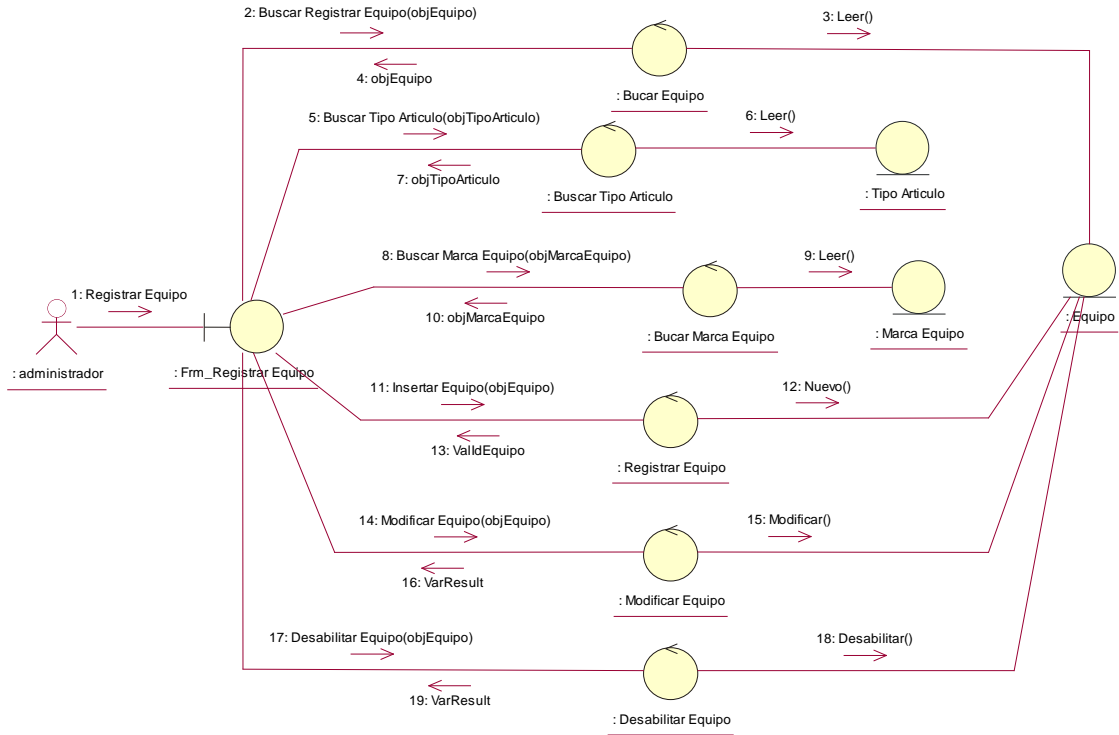 2: Buscar Registrar Equipo(objEquipo)
3: Leer()
4: objEquipo
: Bucar Equipo
5: Buscar Tipo Articulo(objTipoArticulo)
6: Leer()
7: objTipoArticulo
: Buscar Tipo Articulo
: Tipo Articulo
8: Buscar Marca Equipo(objMarcaEquipo)
9: Leer()
1: Registrar Equipo
10: objMarcaEquipo
: Bucar Marca Equipo
: Marca Equipo
: Equipo
: administrador
: Frm_Registrar Equipo
11: Insertar Equipo(objEquipo)
12: Nuevo()
13: ValIdEquipo
: Registrar Equipo
14: Modificar Equipo(objEquipo)
15: Modificar()
16: VarResult
: Modificar Equipo
17: Desabilitar Equipo(objEquipo)
18: Desabilitar()
19: VarResult
: Desabilitar Equipo